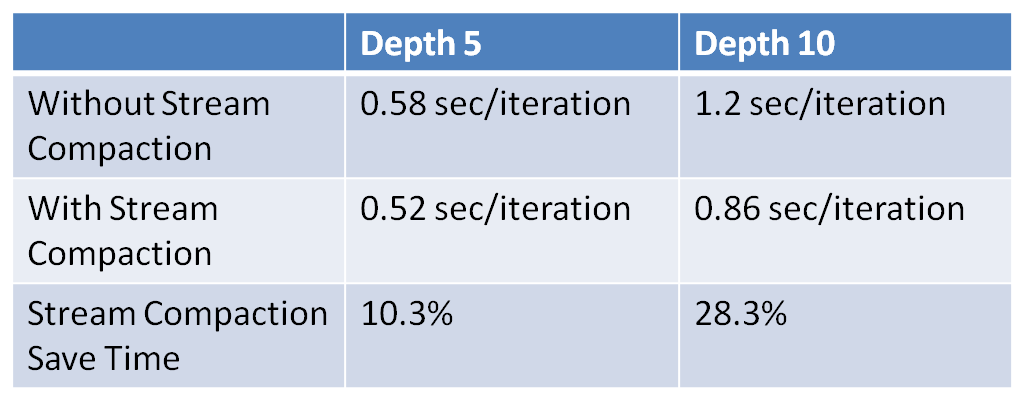 Depth 5 Depth 10
Without Stream Compaction 0.58 sec/iteration 1.2 sec/iteration
With Stream Compaction 0.52 sec/iteration 0.86 sec/iteration
Stream Compaction Save Time 10.3% 28.3%